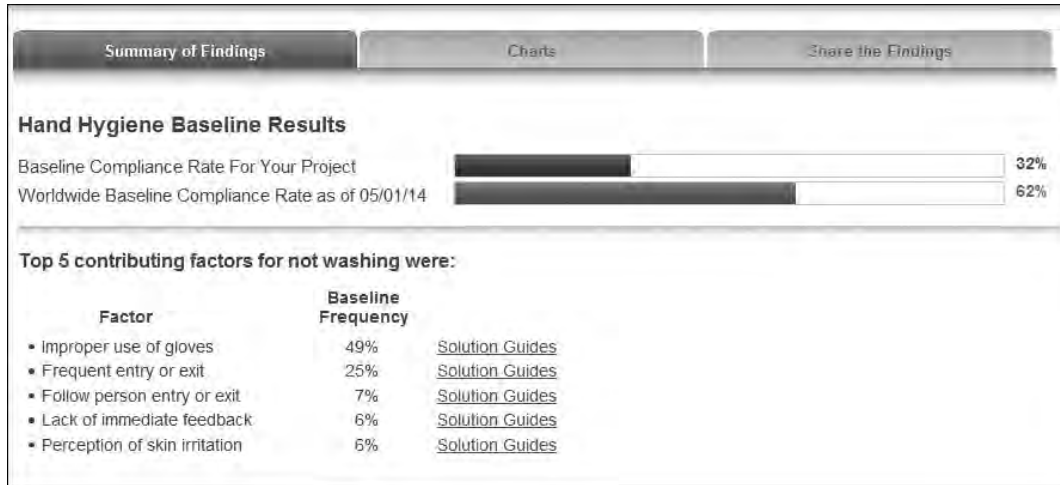 Summary of Findings Charts Share the Findings
Hand Hygiene Baseline Results
Baseline Compliance Rate For Your Project 32%
Worldwide Baseline Compliance Rate as of 05/01/14 62%
Top 5 contributing factors for not washing were:
Factor Baseline Frequency
• Improper use of gloves 49% Solution Guides
• Frequent entry or exit 25% Solution Guides
• Follow person entry or exit 7% Solution Guides
• Lack of immediate feedback 6% Solution Guides
• Perception of skin irritation 6% Solution Guides